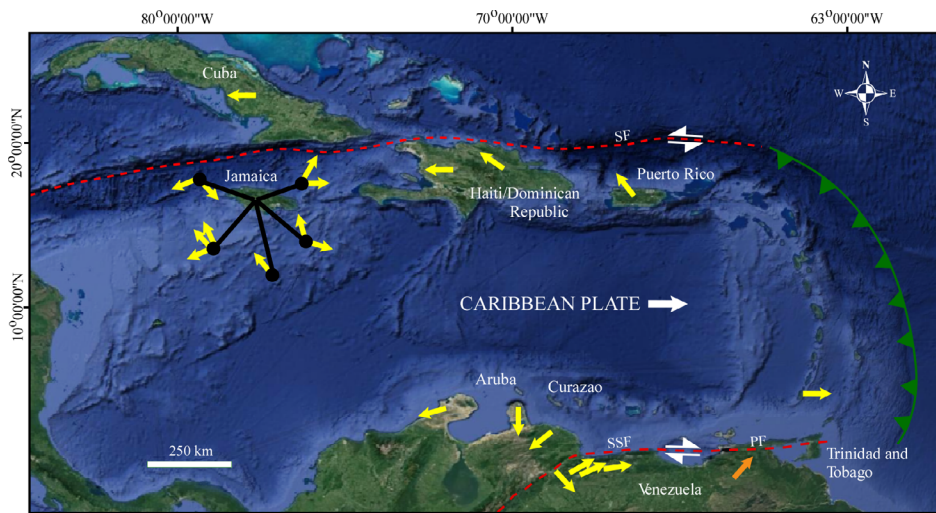 80°00'00"W
70°00'00"W
63°00'00"W
20°00'00"N
10°00'00"N
Cuba
N
W
E
S
SF
Jamaica
Puerto Rico
Haiti/Dominican
Republic
CARIBBEAN PLATE
Aruba
Curazao
250 km
SSF
PF
Trinidad and
Tobago
Venezuela